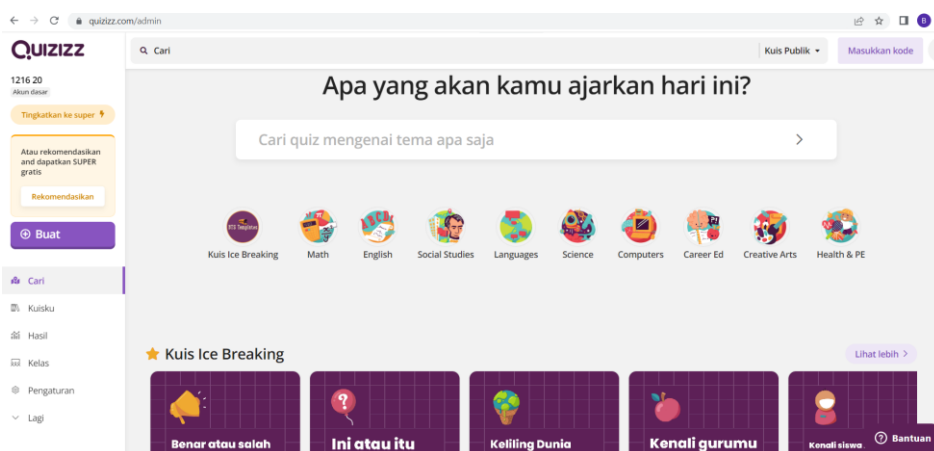 quizizz.com/admin
B
QUIZIZZ
Cari
Kuis Publik
Masukkan kode
1216 20
Akun dasar
Tingkatkan ke super
Atau rekomendasikan
and dapatkan SUPER
gratis
Rekomendasikan
Buat
Cari
Kuisku
Hasil
Kelas
Pengaturan
Lagi
Apa yang akan kamu ajarkan hari ini?
Cari quiz mengenai tema apa saja
Kuis Ice Breaking
Math
English
Social Studies
Languages
Science
Computers
Career Ed
Creative Arts
Health & PE
Kuis Ice Breaking
Lihat lebih >
Benar atau salah
Ini atau itu
Keliling Dunia
Kenali gurumu
Kenali siswa
Bantuan